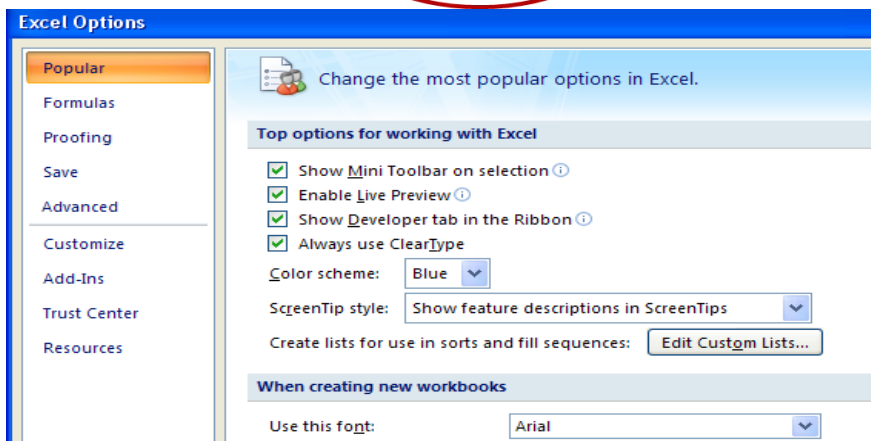 Excel Options
Popular
Formulas
Proofing
Save
Advanced
Customize
Add-Ins
Trust Center
Resources
Change the most popular options in Excel.
Top options for working with Excel
Show Mini Toolbar on selection
Enable Live Preview
Show Developer tab in the Ribbon
Always use ClearType
Color scheme: Blue
ScreenTip style: Show feature descriptions in ScreenTips
Create lists for use in sorts and fill sequences: Edit Custom Lists...
When creating new workbooks
Use this font: Arial